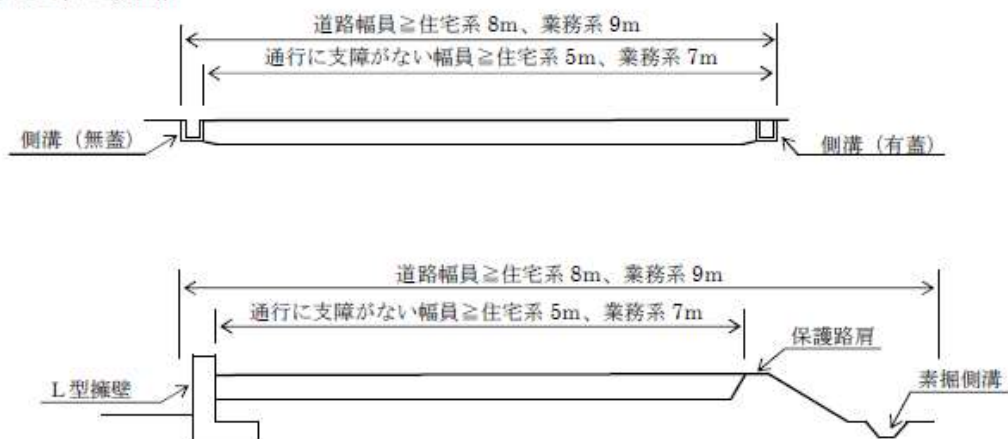 道路幅員≧住宅系 8m、業務系 9m
通行に支障がない幅員≧住宅系 5m、業務系 7m
側溝（無蓋）
側溝（有蓋）
道路幅員≧住宅系 8m、業務系 9m
通行に支障がない幅員≧住宅系 5m、業務系 7m
保護路肩
L型擁壁
素掘側溝